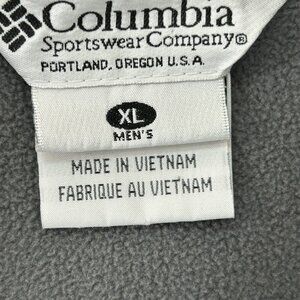 Columbia
Sportswear Company®
PORTLAND, OREGON U.S.A.
XL
MEN'S
MADE IN VIETNAM
FABRIQUE AU VIETNAM